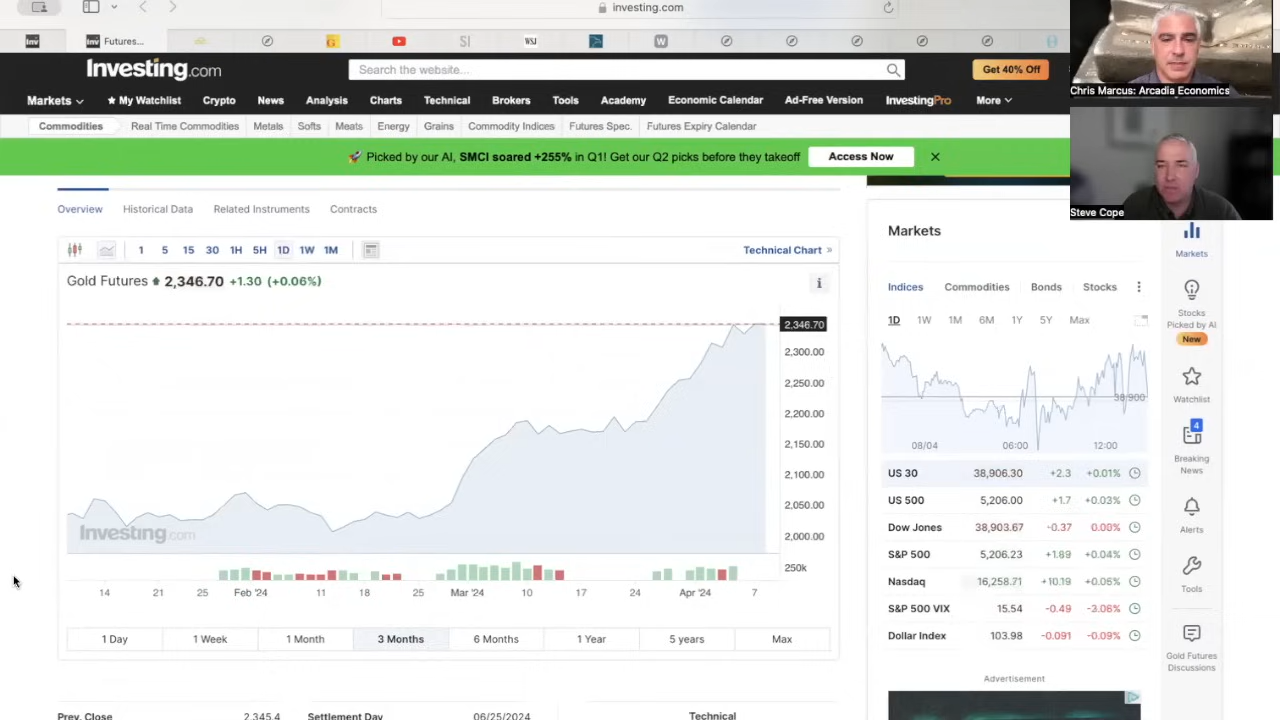 investing.com
Futures...
G
SI
WSJ
W
Investing.com
Search the website...
Get 40% Off
Markets
My Watchlist
Crypto
News
Analysis
Charts
Technical
Brokers
Tools
Academy
Economic Calendar
Ad-Free Version
InvestingPro
More
Commodities
Real Time Commodities
Metals
Softs
Meats
Energy
Grains
Commodity Indices
Futures Spec.
Futures Expiry Calendar
Picked by our AI, SMCI soared +255% in Q1! Get our Q2 picks before they takeoff
Access Now
Chris Marcus: Arcadia Economics
Steve Cope
Overview
Historical Data
Related Instruments
Contracts
1 5 15 30 1H 5H 1D 1W 1M
Technical Chart »
Gold Futures 2,346.70 +1.30 (+0.06%)
i
2,346.70
2,300.00
2,250.00
2,200.00
2,150.00
2,100.00
2,050.00
2,000.00
250k
Investing.com
14 21 25 Feb '24 11 18 25 Mar '24 10 17 24 Apr '24 7
1 Day
1 Week
1 Month
3 Months
6 Months
1 Year
5 years
Max
Prev. Close 2,345.4
Settlement Day 06/25/2024
Technical
Markets
Indices
Commodities
Bonds
Stocks
1D 1W 1M 6M 1Y 5Y Max
38,900
08/04 06:00 12:00
US 30 38,906.30 +2.3 +0.01%
US 500 5,206.00 +1.7 +0.03%
Dow Jones 38,903.67 -0.37 0.00%
S&P 500 5,206.23 +1.89 +0.04%
Nasdaq 16,258.71 +10.19 +0.06%
S&P 500 VIX 15.54 -0.49 -3.06%
Dollar Index 103.98 -0.091 -0.09%
Advertisement
Markets
Stocks
Picked by AI
New
Watchlist
4
Breaking
News
Alerts
Tools
Gold Futures
Discussions